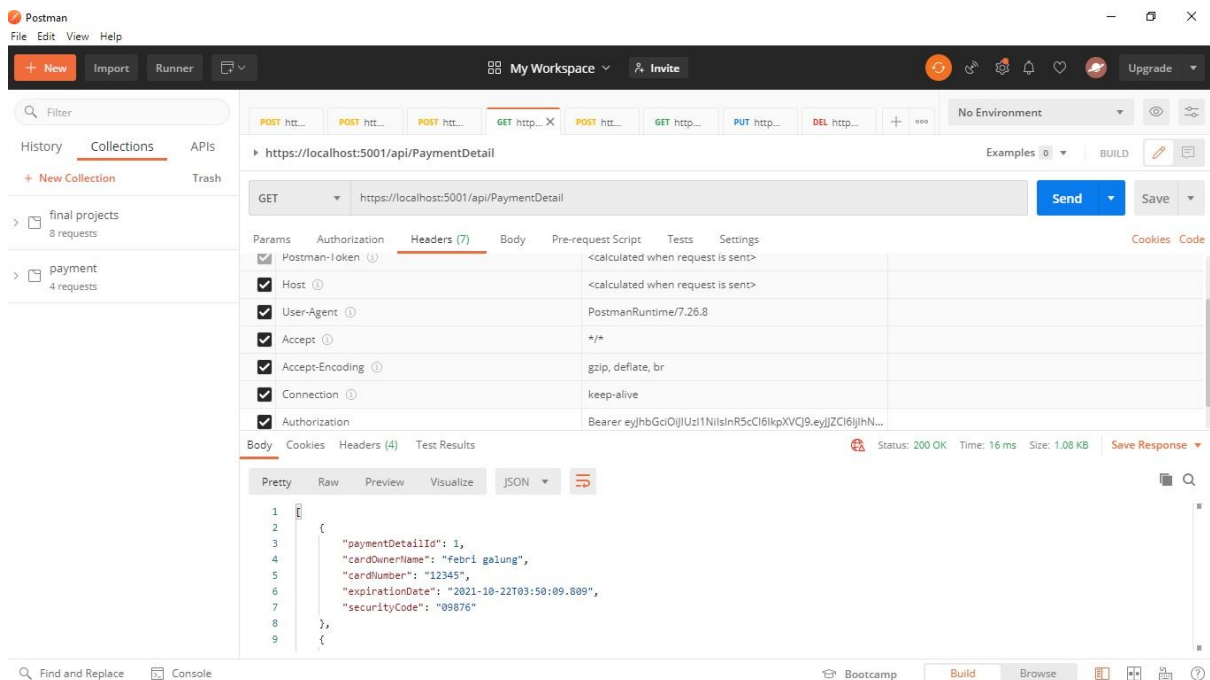 Postman
File Edit View Help
+ New Import Runner My Workspace Invite Upgrade
Filter
History Collections APIs
+ New Collection Trash
final projects
8 requests
payment
4 requests
POST htt... POST htt... POST htt... GET http... X POST htt... GET http... PUT http... DEL http... + ooo No Environment
https://localhost:5001/api/PaymentDetail Examples 0 BUILD
GET https://localhost:5001/api/PaymentDetail Send Save
Params Authorization Headers (7) Body Pre-request Script Tests Settings Cookies Code
Postman-Token <calculated when request is sent>
Host <calculated when request is sent>
User-Agent PostmanRuntime/7.26.8
Accept */*
Accept-Encoding gzip, deflate, br
Connection keep-alive
Authorization Bearer
Body Cookies Headers (4) Test Results Status: 200 OK Time: 16 ms Size: 1.08 KB Save Response
Pretty Raw Preview Visualize JSON
1 [
2 {
3 "paymentDetailId": 1,
4 "cardOwnerName": "febri galung",
5 "cardNumber": "12345",
6 "expirationDate": "2021-10-22T03:50:09.809",
7 "securityCode": "09876"
8 },
9 {
Find and Replace Console Bootcamp Build Browse